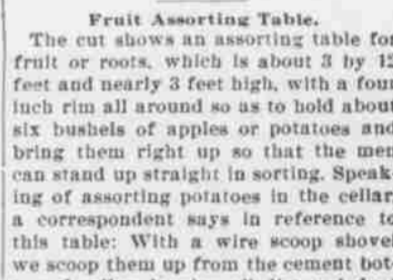 Fruit Assorting Table.
The cut shows an assorting table for
fruit or roots, which is about 3 by 12
feet and nearly 3 feet high, with a four
inch rim all around so as to hold about
six bushels of apples or potatoes and
bring them right up so that the men
can stand up straight in sorting. Speak-
ing of assorting potatoes in the cellar,
a correspondent says in reference to
this table: With a wire scoop shovel
we scoop them up from the cement bot-